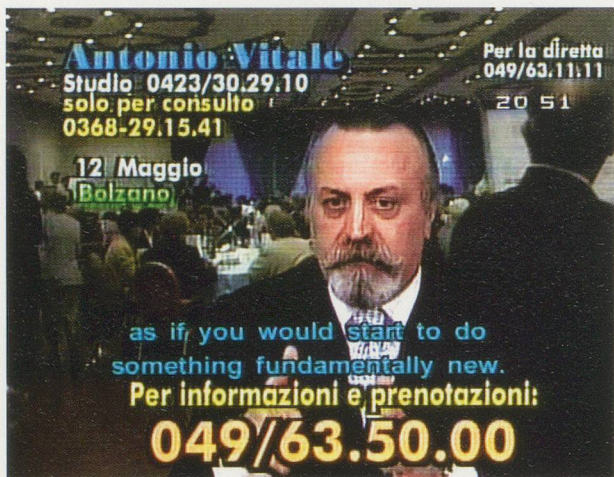 Antonio Vitale
Studio 0423/30.29.10
solo per consulto
0368-29.15.41
Per la diretta
049/63.11.11
20 51
12 Maggio
Bolzano
as if you would start to do
something fundamentally new.
Per informazioni e prenotazioni:
049/63.50.00